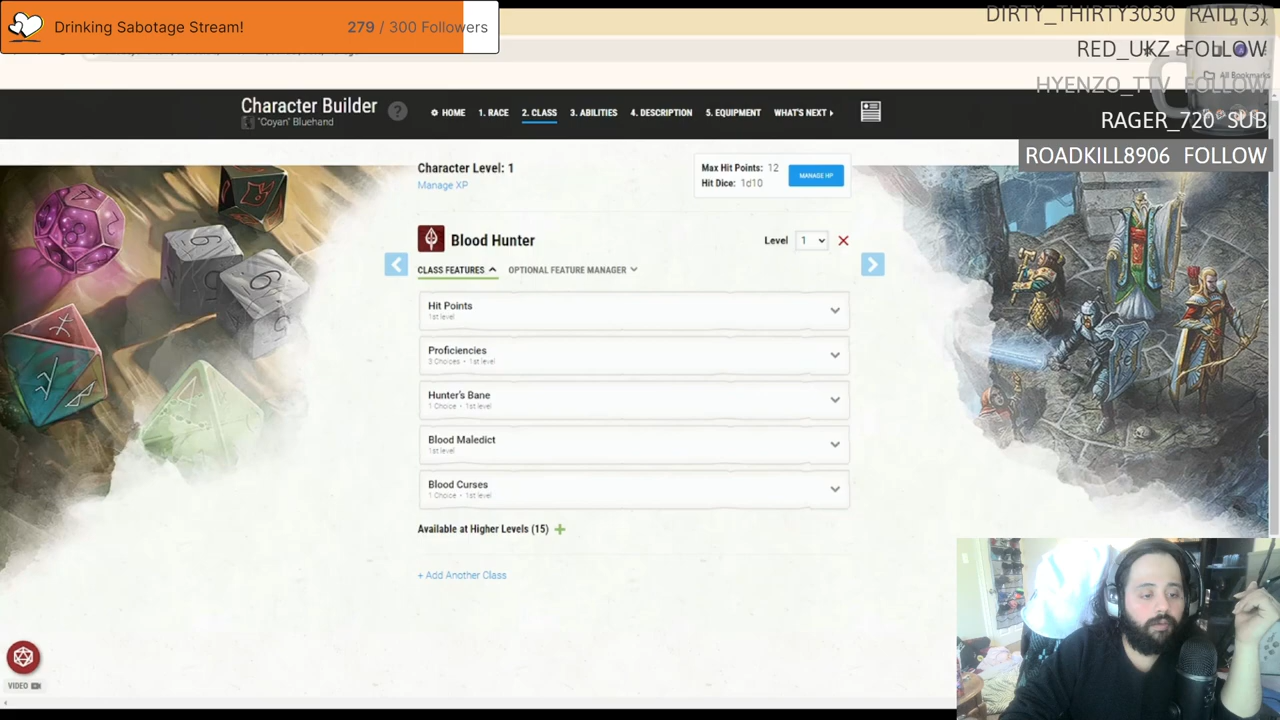 Drinking Sabotage Stream!
279 / 300 Followers
DIRTY_THIRTY3030 RAID (3)
RED_UKZ FOLLOW
HYENZO_TTV FOLLOW
All Bookmarks
RAGER_720 SUB
ROADKILL8906 FOLLOW
Character Builder
"Coyan" Bluehand
?
HOME
1. RACE
2. CLASS
3. ABILITIES
4. DESCRIPTION
5. EQUIPMENT
WHAT'S NEXT
Character Level: 1
Manage XP
Max Hit Points: 12
Hit Dice: 1d10
MANAGE HP
Blood Hunter
Level 1
CLASS FEATURES
OPTIONAL FEATURE MANAGER
Hit Points
1st level
Proficiencies
3 Choices • 1st level
Hunter's Bane
1 Choice • 1st level
Blood Maledict
1st level
Blood Curses
1 Choice • 1st level
Available at Higher Levels (15)
+ Add Another Class
VIDEO